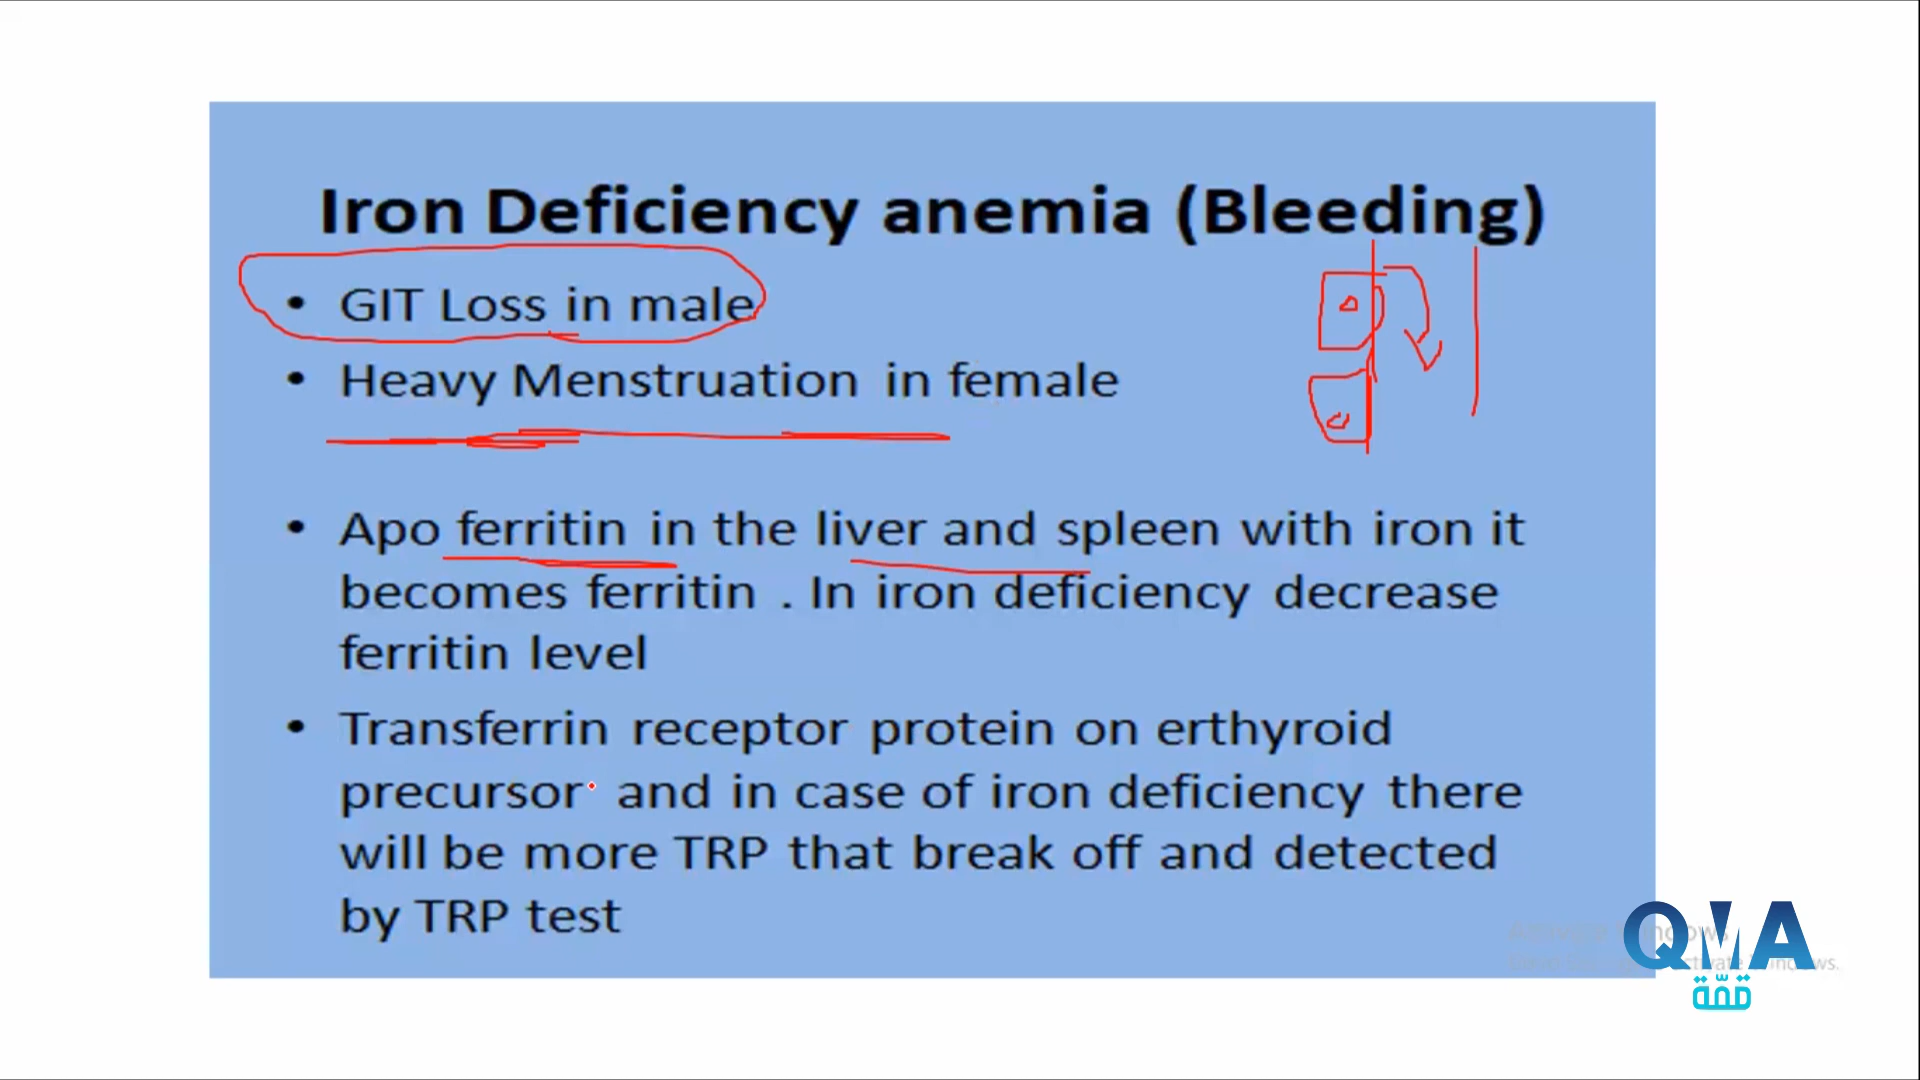 Iron Deficiency anemia (Bleeding)
• GIT Loss in male
• Heavy Menstruation in female
• Apo ferritin in the liver and spleen with iron it
becomes ferritin . In iron deficiency decrease
ferritin level
• Transferrin receptor protein on erthyroid
precursor and in case of iron deficiency there
will be more TRP that break off and detected
by TRP test
QMA
قمّة